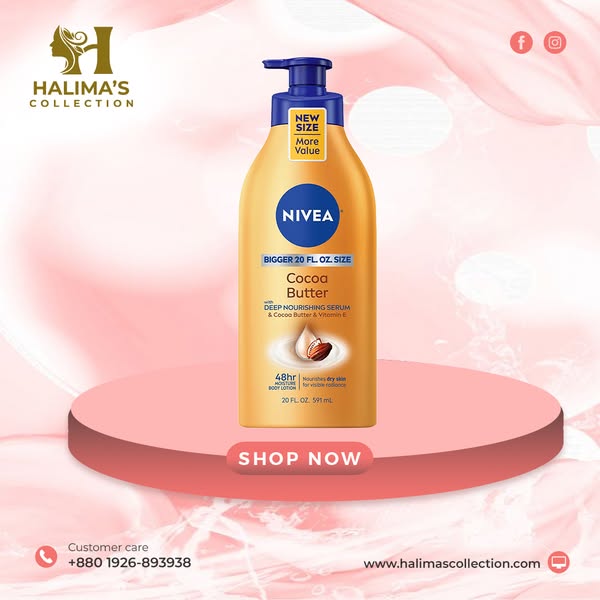 HALIMA'S
COLLECTION
NEW
SIZE
More
Value
NIVEA
BIGGER 20 FL. OZ. SIZE
Cocoa
Butter
with
DEEP NOURISHING SERUM
& Cocoa Butter & Vitamin E
48hr
MOISTURE
BODY LOTION
Nourishes dry skin
for visible radiance
20 FL. OZ. 591 mL
SHOP NOW
Customer care
+880 1926-893938
www.halimascollection.com